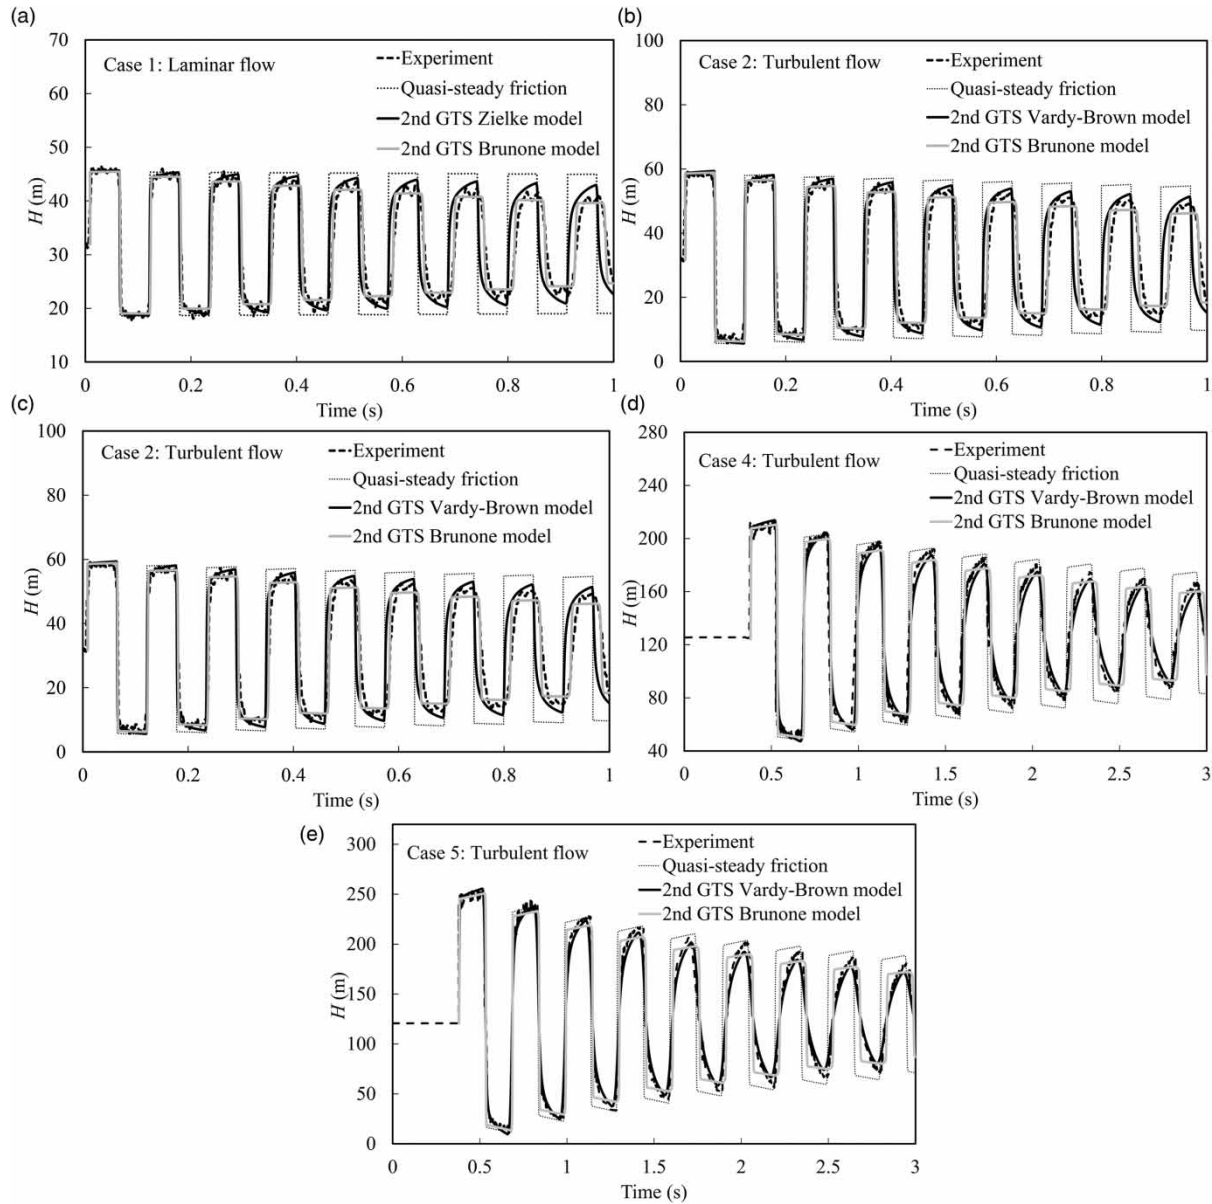 (a)
70
60
50
40
30
20
10
H (m)
Case 1: Laminar flow
Experiment
Quasi-steady friction
2nd GTS Zielke model
2nd GTS Brunone model
0
0.2
0.4
0.6
0.8
1
Time (s)
(b)
100
80
60
40
20
0
H (m)
Case 2: Turbulent flow
Experiment
Quasi-steady friction
2nd GTS Vardy-Brown model
2nd GTS Brunone model
0
0.2
0.4
0.6
0.8
1
Time (s)
(c)
100
80
60
40
20
0
H (m)
Case 2: Turbulent flow
Experiment
Quasi-steady friction
2nd GTS Vardy-Brown model
2nd GTS Brunone model
0
0.2
0.4
0.6
0.8
1
Time (s)
(d)
280
240
200
160
120
80
40
H (m)
Case 4: Turbulent flow
Experiment
Quasi-steady friction
2nd GTS Vardy-Brown model
2nd GTS Brunone model
0
0.5
1
1.5
2
2.5
3
Time (s)
(e)
300
250
200
150
100
50
0
H (m)
Case 5: Turbulent flow
Experiment
Quasi-steady friction
2nd GTS Vardy-Brown model
2nd GTS Brunone model
0
0.5
1
1.5
2
2.5
3
Time (s)